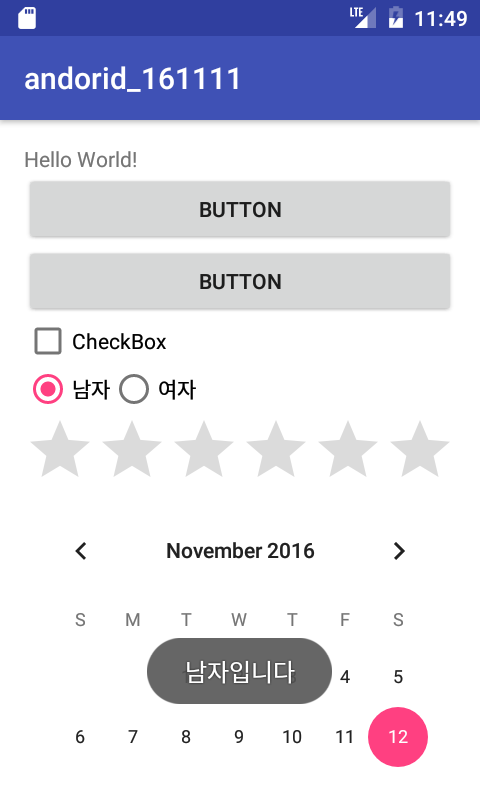 LTE 11:49
andorid_161111
Hello World!
BUTTON
BUTTON
CheckBox
남자 여자
November 2016
S M T W T F S
남자입니다 4 5
6 7 8 9 10 11 12